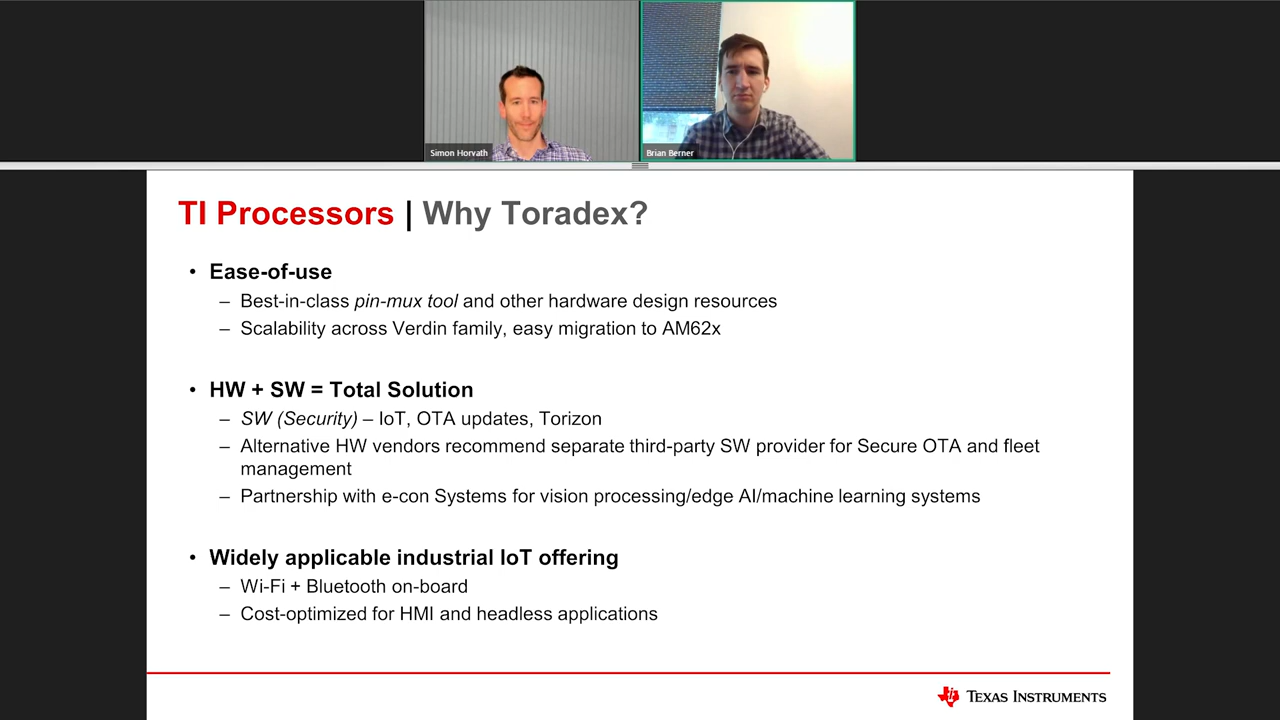 Simon Horvath
Brian Berner
TI Processors | Why Toradex?
• Ease-of-use
– Best-in-class pin-mux tool and other hardware design resources
– Scalability across Verdin family, easy migration to AM62x
• HW + SW = Total Solution
– SW (Security) – IoT, OTA updates, Torizon
– Alternative HW vendors recommend separate third-party SW provider for Secure OTA and fleet
management
– Partnership with e-con Systems for vision processing/edge AI/machine learning systems
• Widely applicable industrial IoT offering
– Wi-Fi + Bluetooth on-board
– Cost-optimized for HMI and headless applications
TEXAS INSTRUMENTS